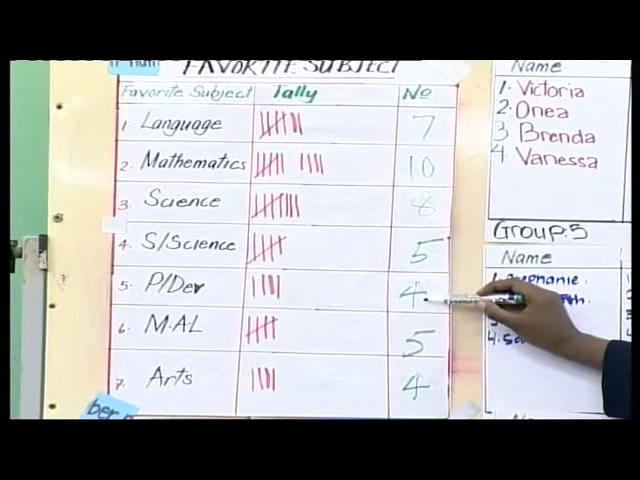 FAVORITE SUBJECT
Favorite Subject Tally No
1. Language 7
2. Mathematics 10
3. Science 8
4. S/Science 5
5. P/Dev 4
6. M.AL 5
7. Arts 4
Name
1. Victoria
2. Onea
3 Brenda
4 Vanessa
Group: 5
Name